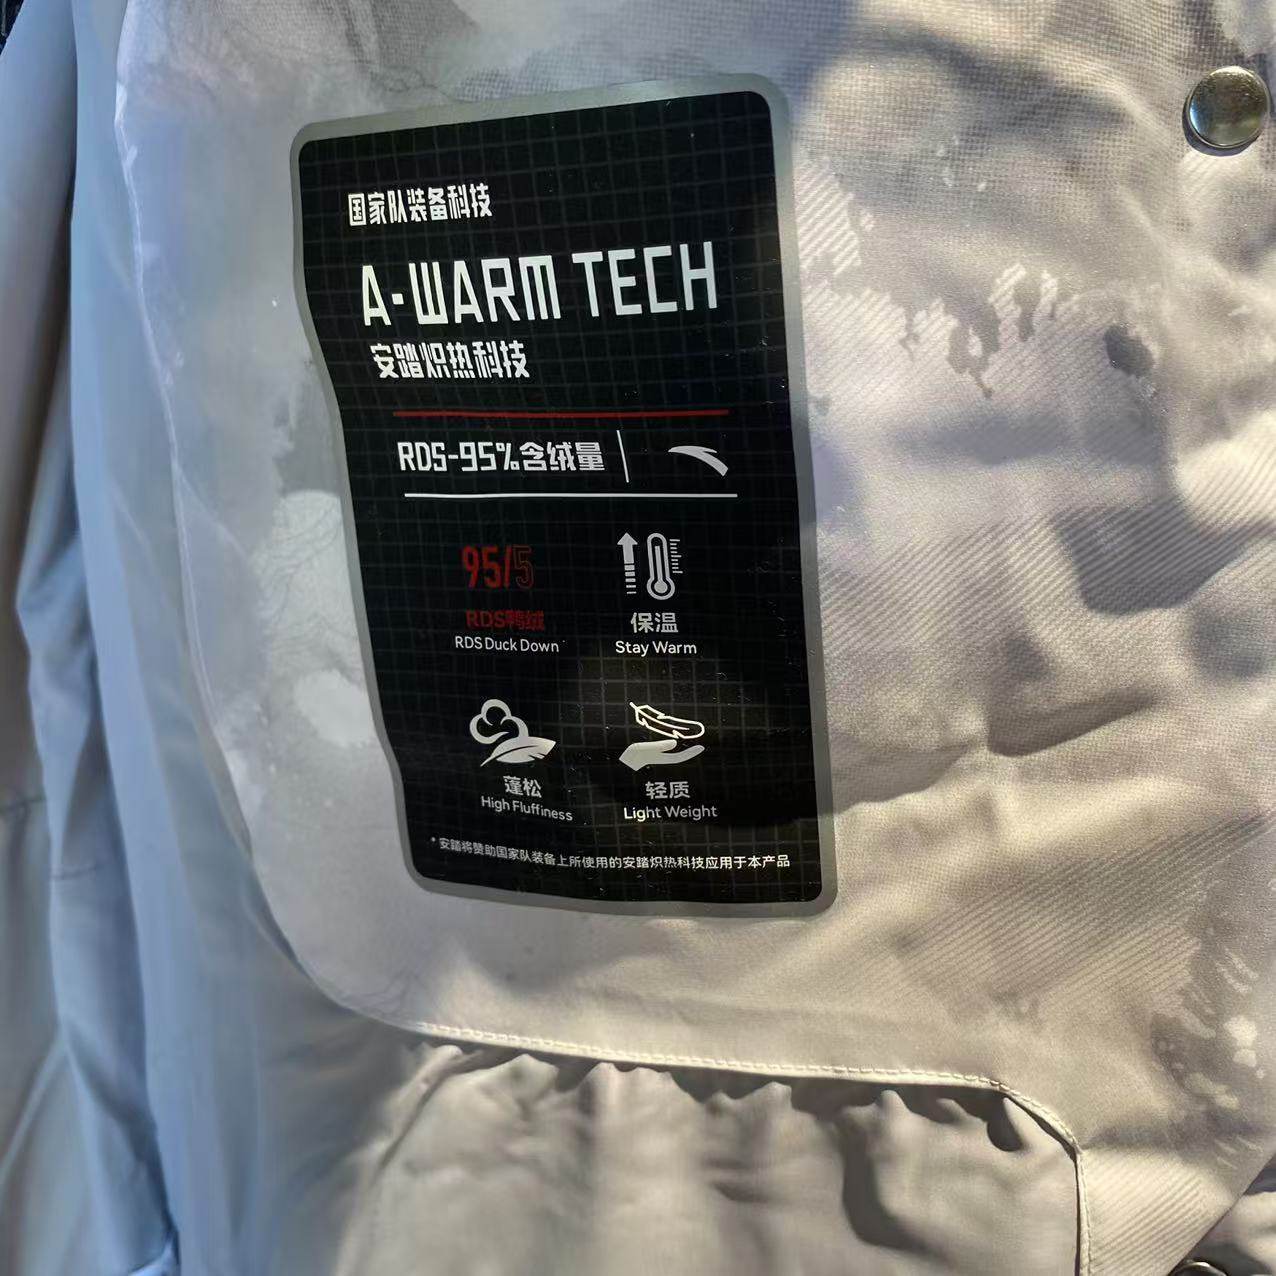 国家队装备科技
A-WARM TECH
安踏炽热科技
RDS-95%含绒量
95/5
RDS鸭绒
RDS Duck Down
保温
Stay Warm
蓬松
High Fluffiness
轻质
Light Weight
*安踏将赞助国家队装备上所使用的安踏炽热科技应用于本产品